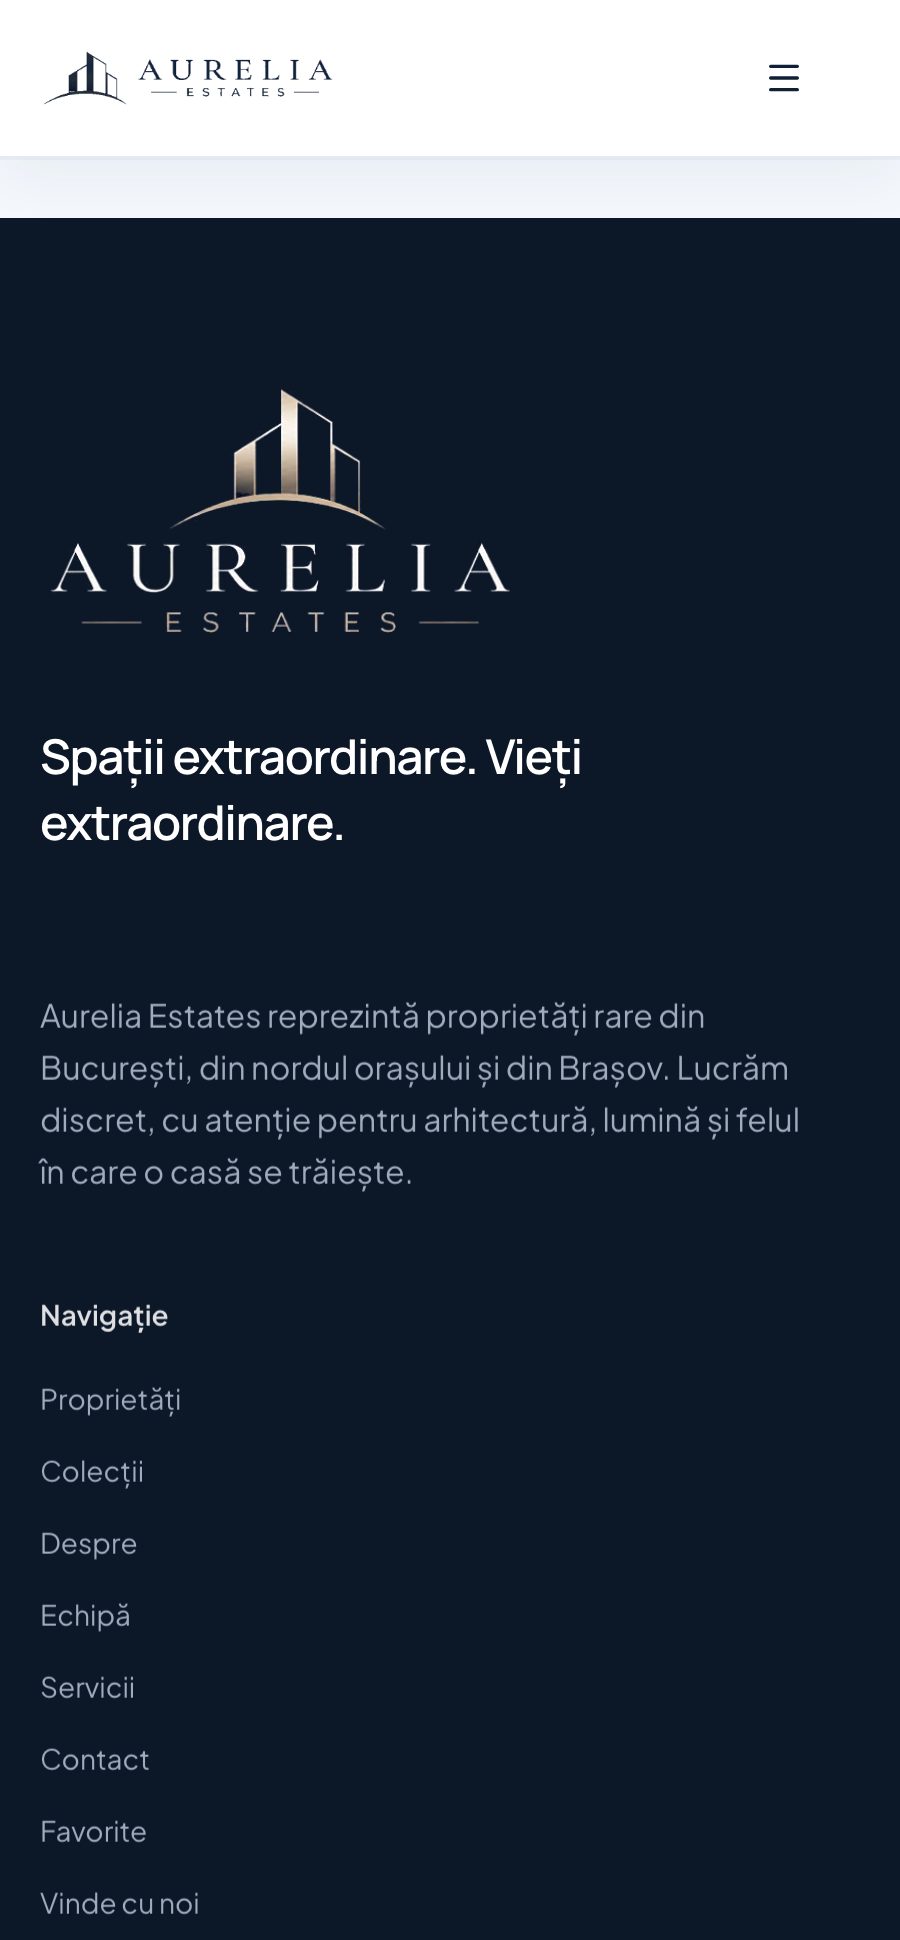 AURELIA
ESTATES
AURELIA
ESTATES
Spații extraordinare. Vieți
extraordinare.
Aurelia Estates reprezintă proprietăți rare din
București, din nordul orașului și din Brașov. Lucrăm
discret, cu atenție pentru arhitectură, lumină și felul
în care o casă se trăiește.
Navigație
Proprietăți
Colecții
Despre
Echipă
Servicii
Contact
Favorite
Vinde cu noi